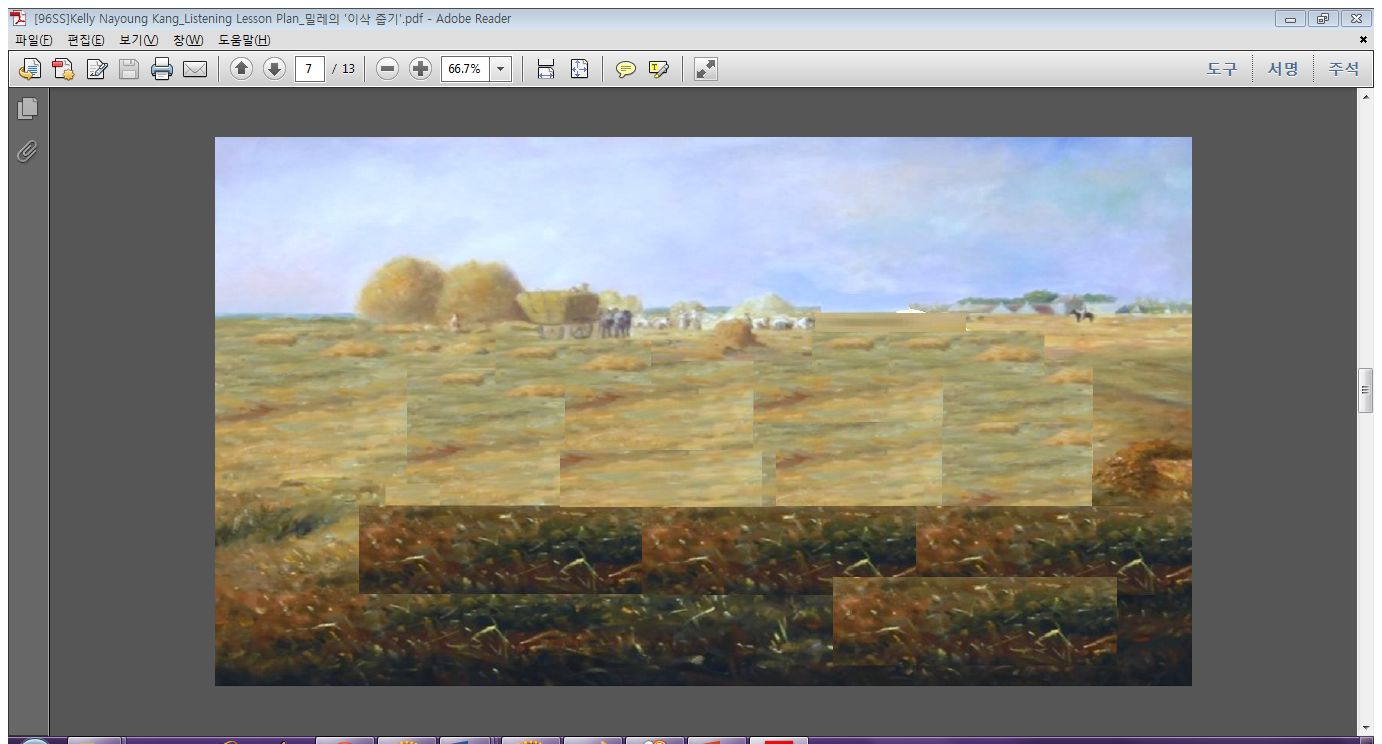 [96SS]Kelly Nayoung Kang_Listening Lesson Plan_밀레의 '이삭 줍기'.pdf - Adobe Reader
파일(F) 편집(E) 보기(V) 창(W) 도움말(H)
7 / 13 66.7% 도구 서명 주석